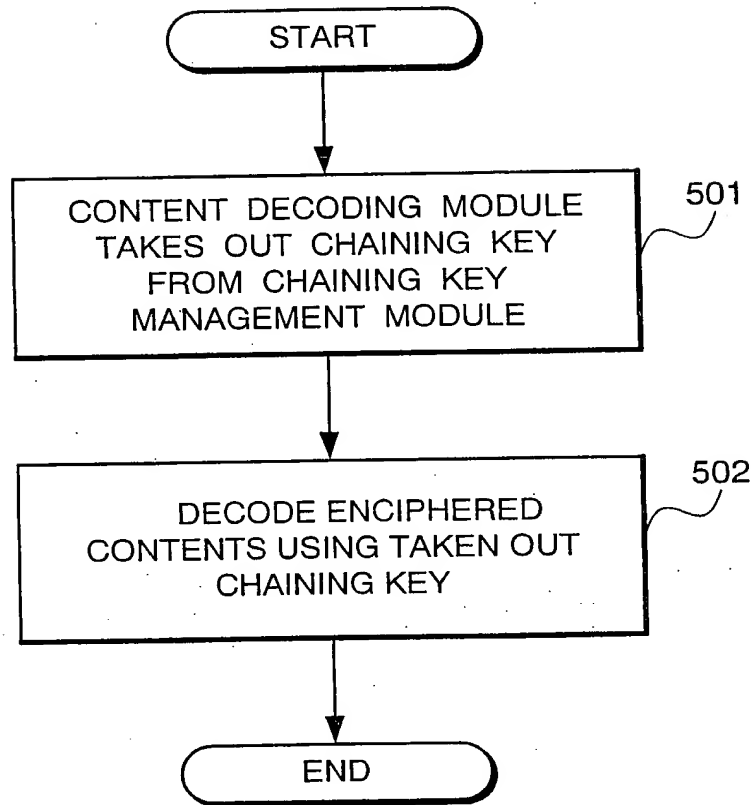 START
CONTENT DECODING MODULE
TAKES OUT CHAINING KEY
FROM CHAINING KEY
MANAGEMENT MODULE
501
DECODE ENCIPHERED
CONTENTS USING TAKEN OUT
CHAINING KEY
502
END